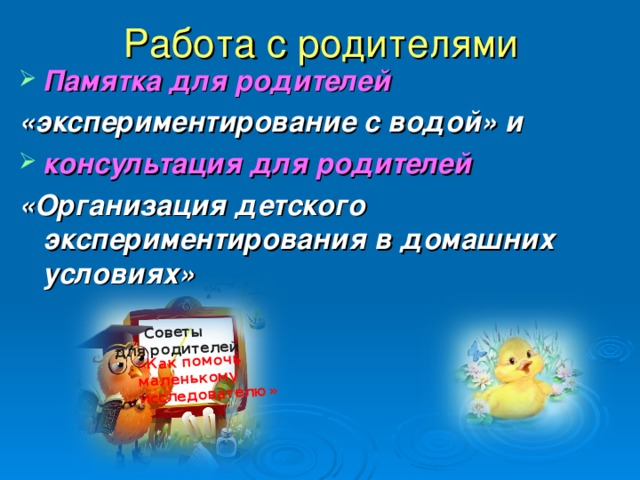 Работа с родителями
Памятка для родителей
«экспериментирование с водой» и
консультация для родителей
«Организация детского
экспериментирования в домашних
условиях»
Советы
для родителей
«Как помочь
маленькому
исследователю»